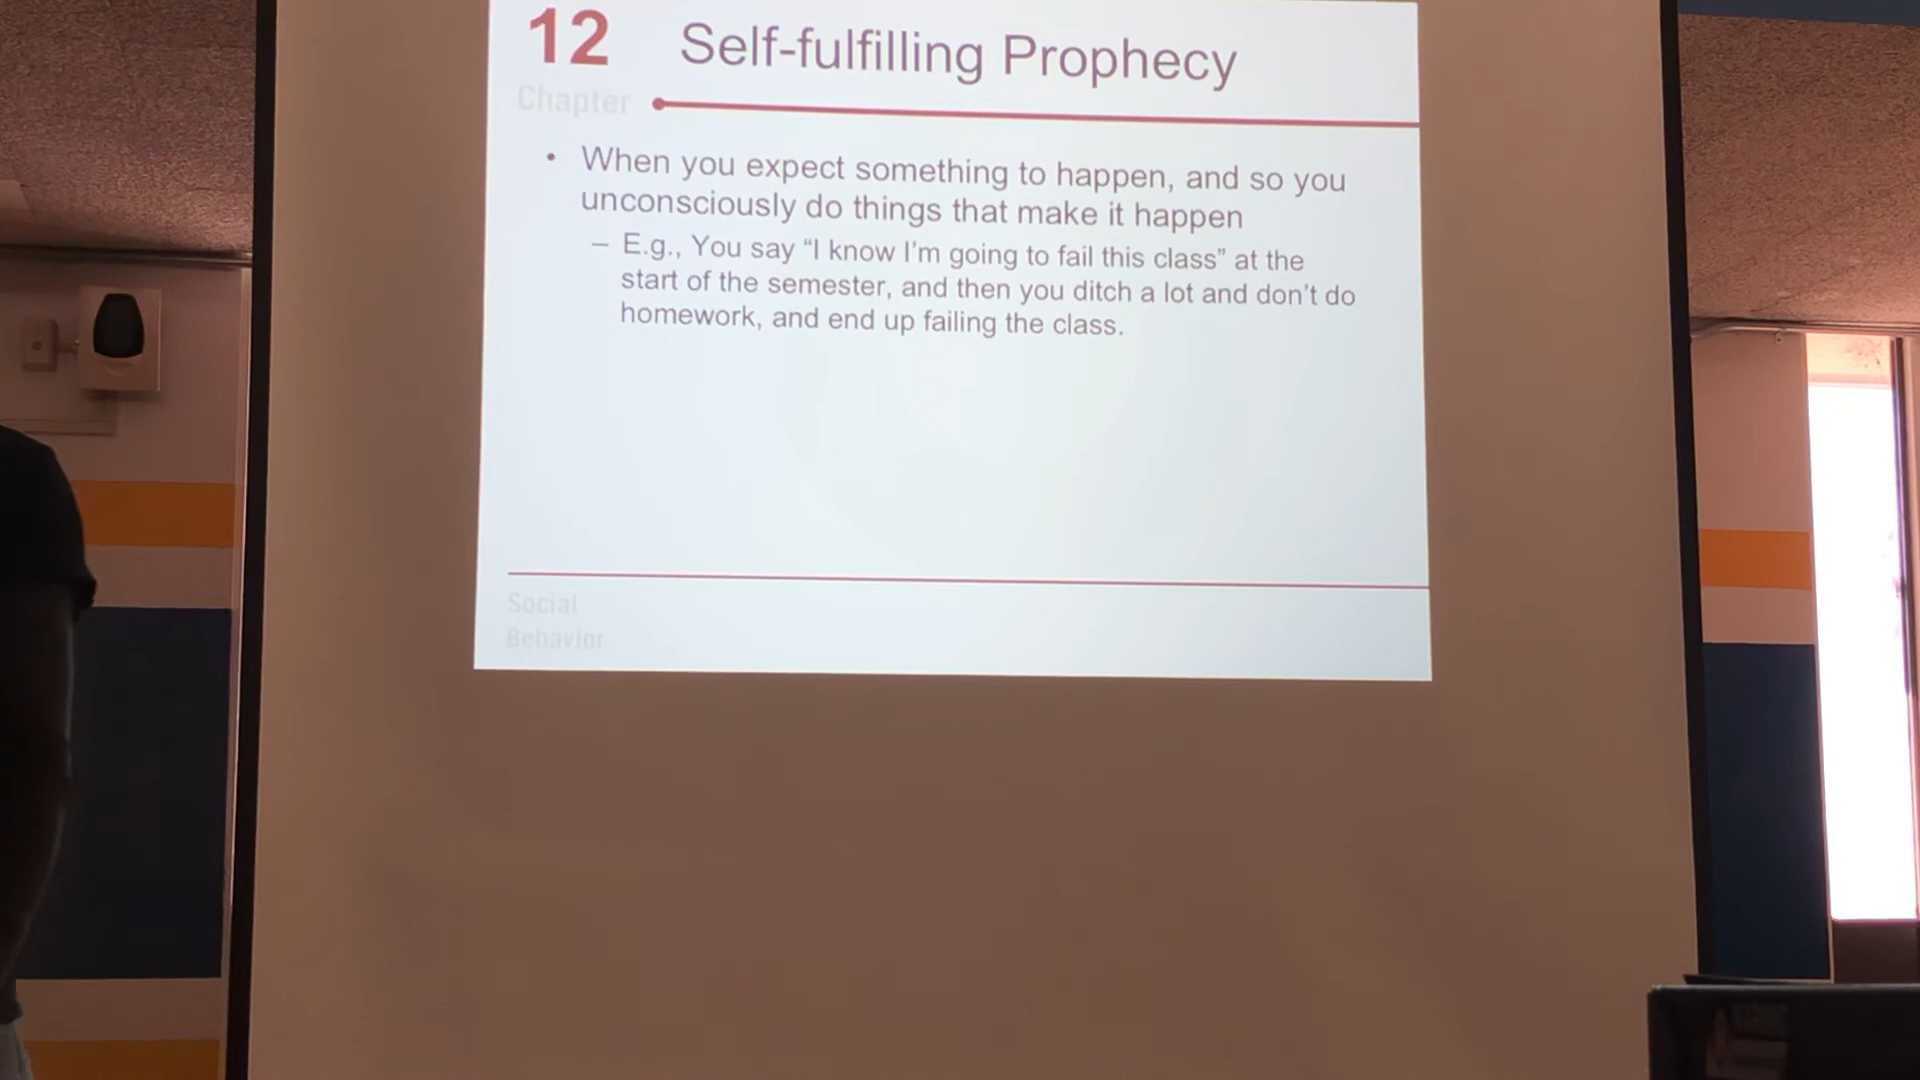 12 Self-fulfilling Prophecy
Chapter
• When you expect something to happen, and so you
unconsciously do things that make it happen
– E.g., You say “I know I'm going to fail this class” at the
start of the semester, and then you ditch a lot and don't do
homework, and end up failing the class.
Social
Behavior